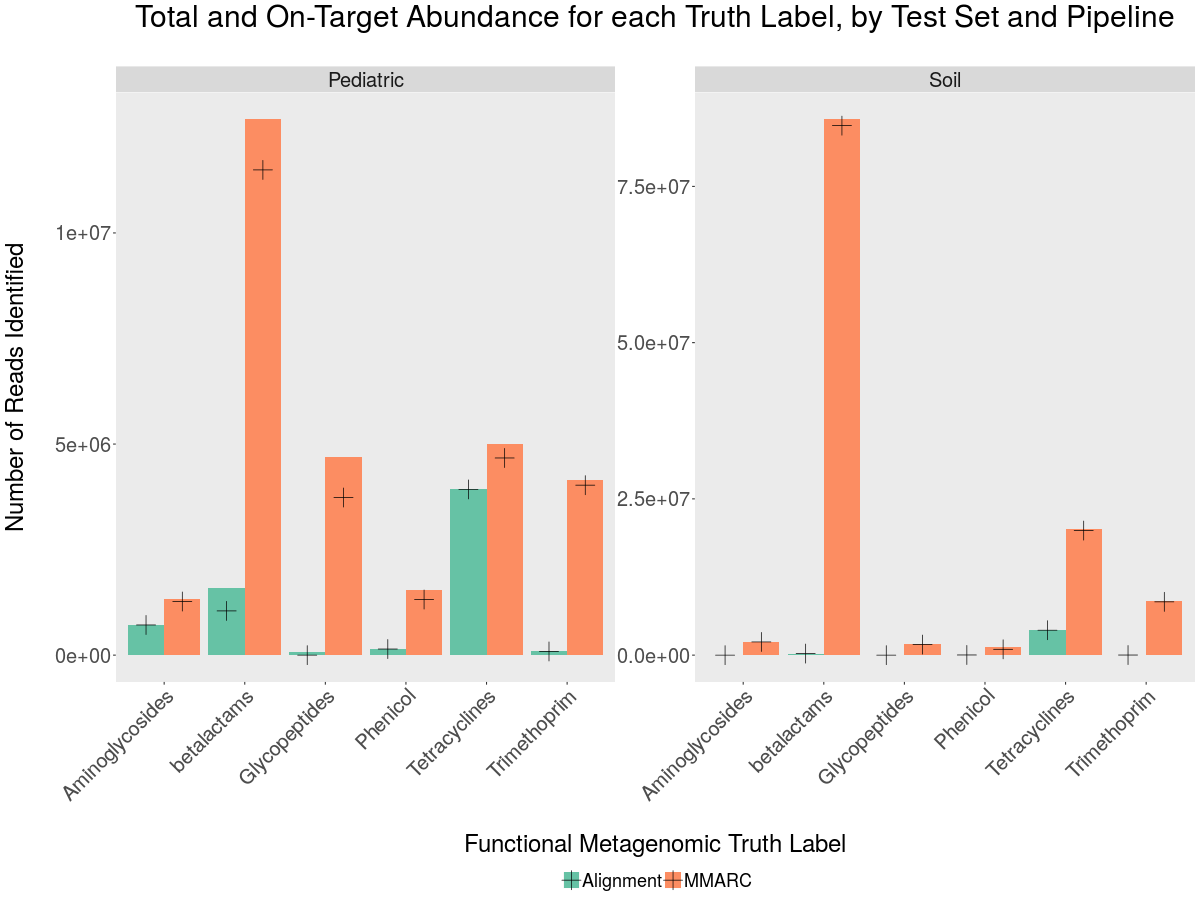 Total and On-Target Abundance for each Truth Label, by Test Set and Pipeline
Pediatric
Soil
Number of Reads Identified
1e+07
5e+06
0e+00
7.5e+07
5.0e+07
2.5e+07
0.0e+00
Aminoglycosides
betalactams
Glycopeptides
Phenicol
Tetracyclines
Trimethoprim
Aminoglycosides
betalactams
Glycopeptides
Phenicol
Tetracyclines
Trimethoprim
Functional Metagenomic Truth Label
Alignment MMARC